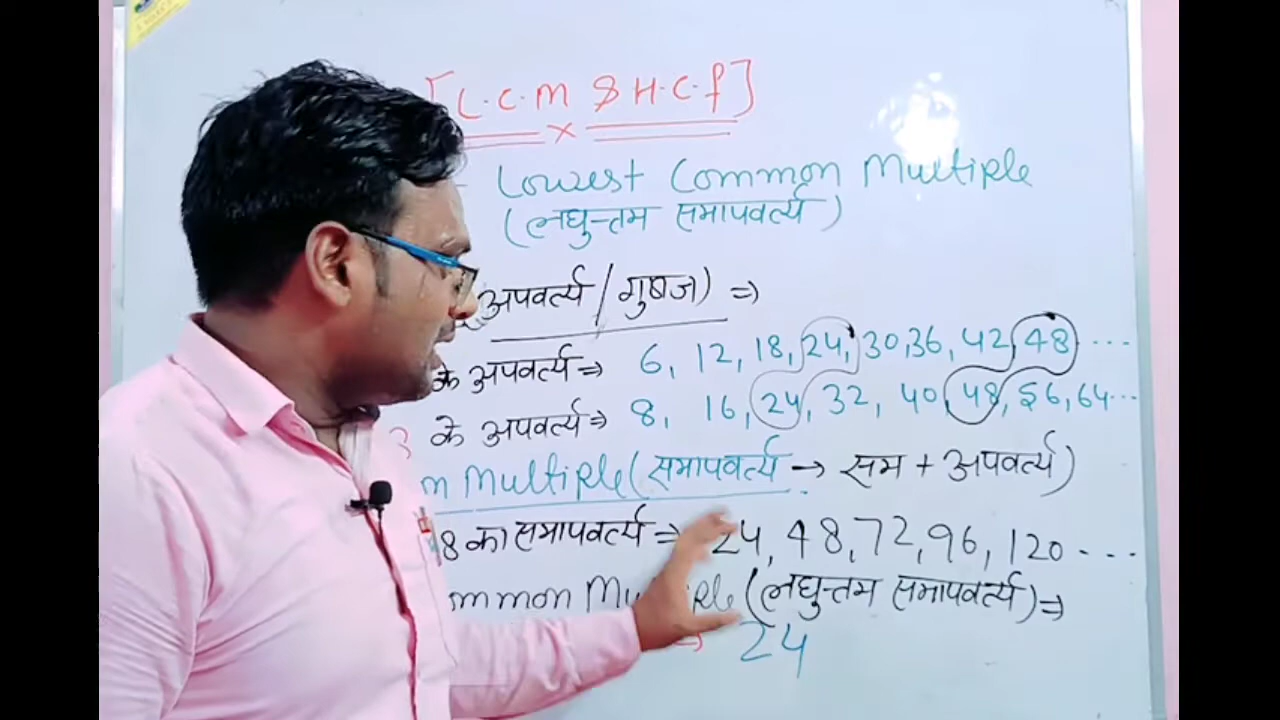 [L.C.M & H.C.f]
Lowest Common Multiple
(लघुत्तम समापवर्त्य)
अपवर्त्य / गुणज) ⇒
के अपवर्त्य ⇒ 6, 12, 18, 24, 30, 36, 42, 48 ....
के अपवर्त्य ⇒ 8, 16, 24, 32, 40, 48, 56, 64...
m Multiple (समापवर्त्य → सम + अपवर्त्य)
8 का समापवर्त्य ⇒ 24, 48, 72, 96, 120 ....
ommon (लघुत्तम समापवर्त्य) ⇒
24